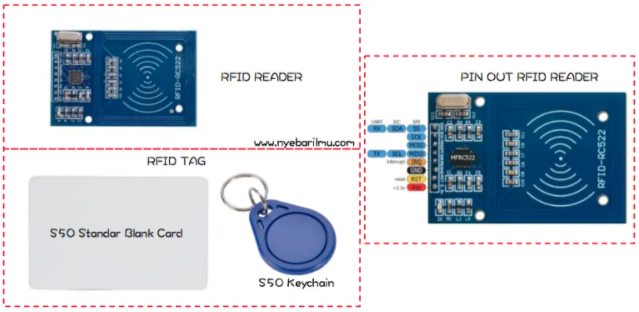 RFID READER
RFID-RC522
www.nyebarilmu.com
RFID TAG
S50 Standar Blank Card
S50 Keychain
PIN OUT RFID READER
UART I2C SPI
RX SDA SS
SCK
MOSI
TX SCL MISO
Interrupt IRQ
GND
reset RST
+3.3v
MFRC522
RFID-RC522